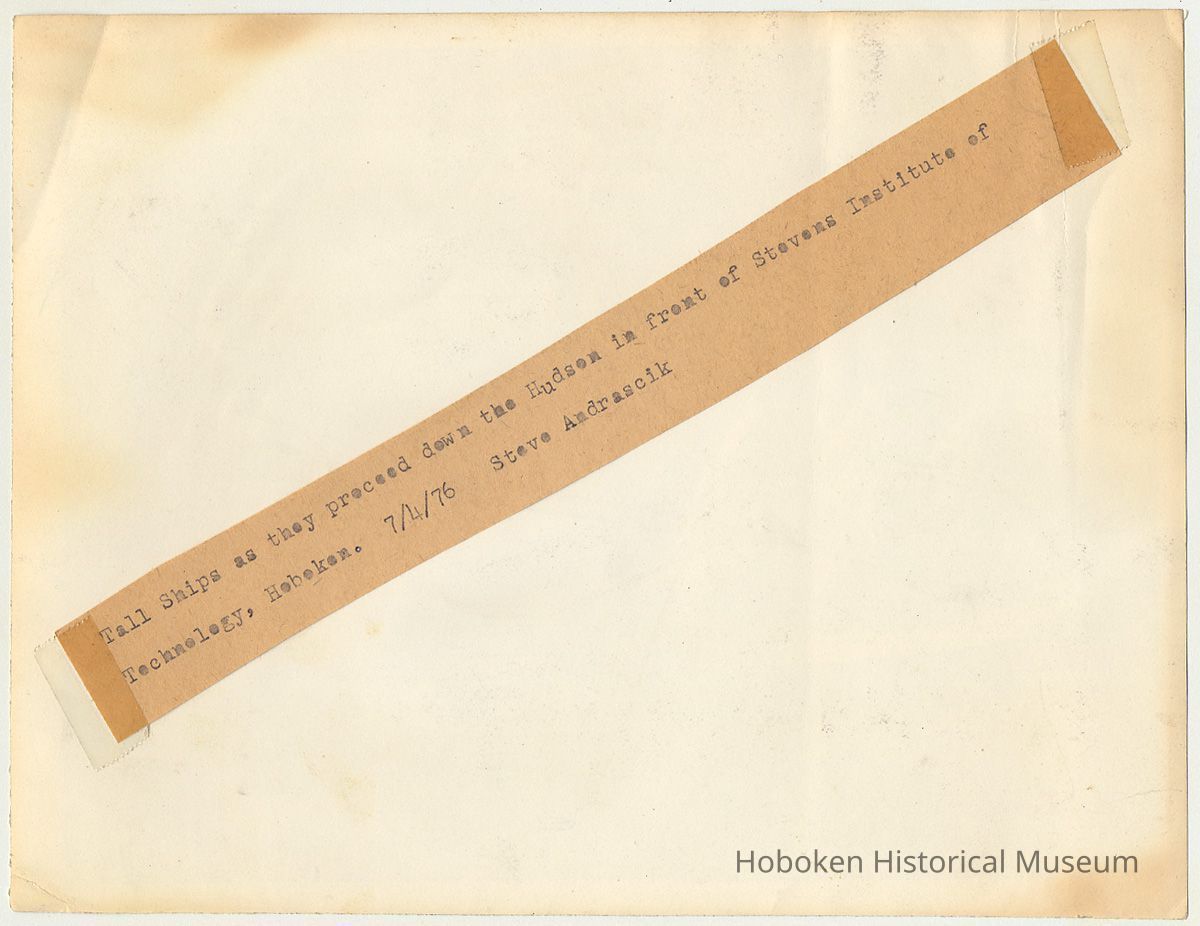 Tall Ships as they proceed down the Hudson in front of Stevens Institute of
Technology, Hoboken. 7/4/76 Steve Andrascik
Hoboken Historical Museum